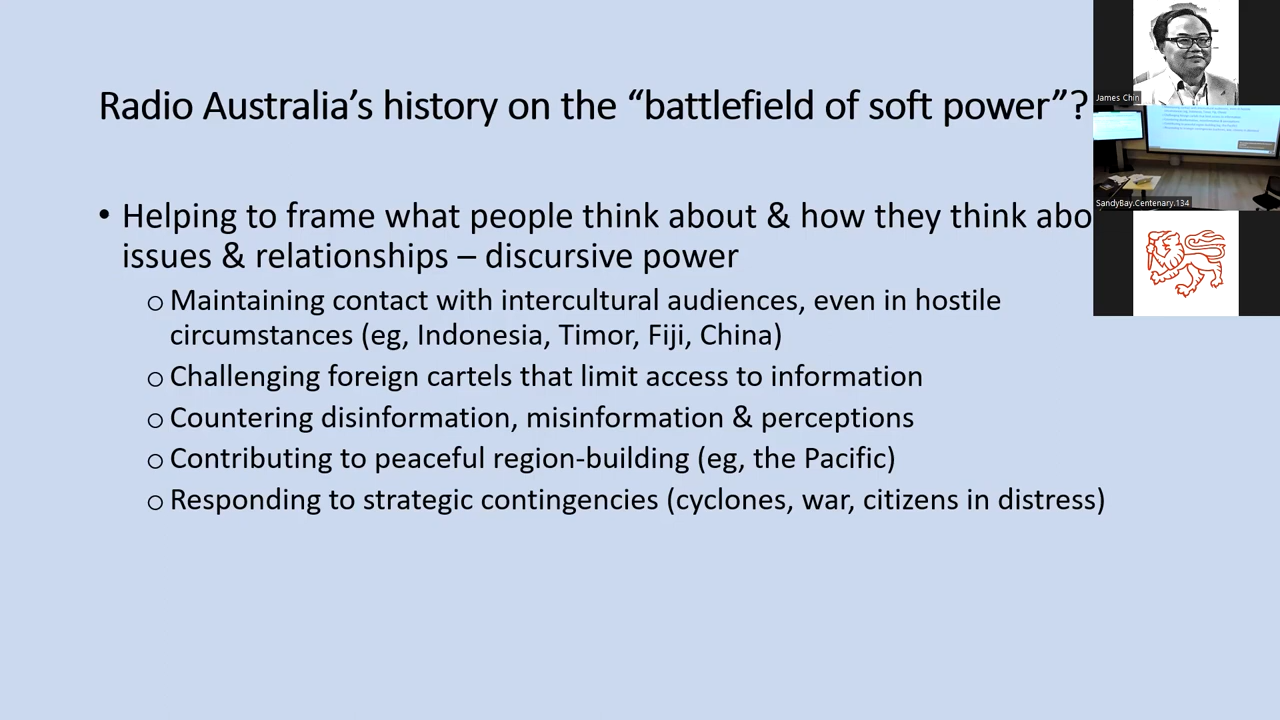 Radio Australia’s history on the “battlefield of soft power”?
• Helping to frame what people think about & how they think abo
issues & relationships – discursive power
o Maintaining contact with intercultural audiences, even in hostile
circumstances (eg, Indonesia, Timor, Fiji, China)
o Challenging foreign cartels that limit access to information
o Countering disinformation, misinformation & perceptions
o Contributing to peaceful region-building (eg, the Pacific)
o Responding to strategic contingencies (cyclones, war, citizens in distress)
James Chin
SandyBay.Centenary.134